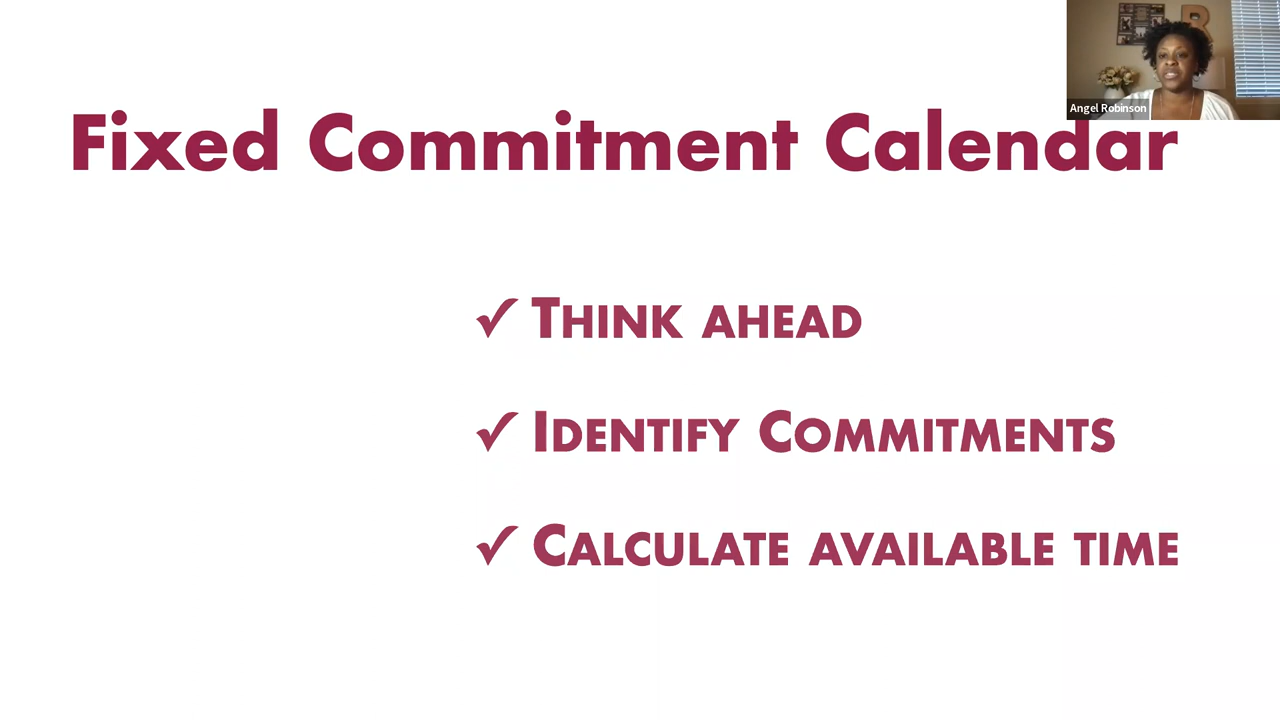 Angel Robinson
Fixed Commitment Calendar
✓ THINK AHEAD
✓ IDENTIFY COMMITMENTS
✓ CALCULATE AVAILABLE TIME